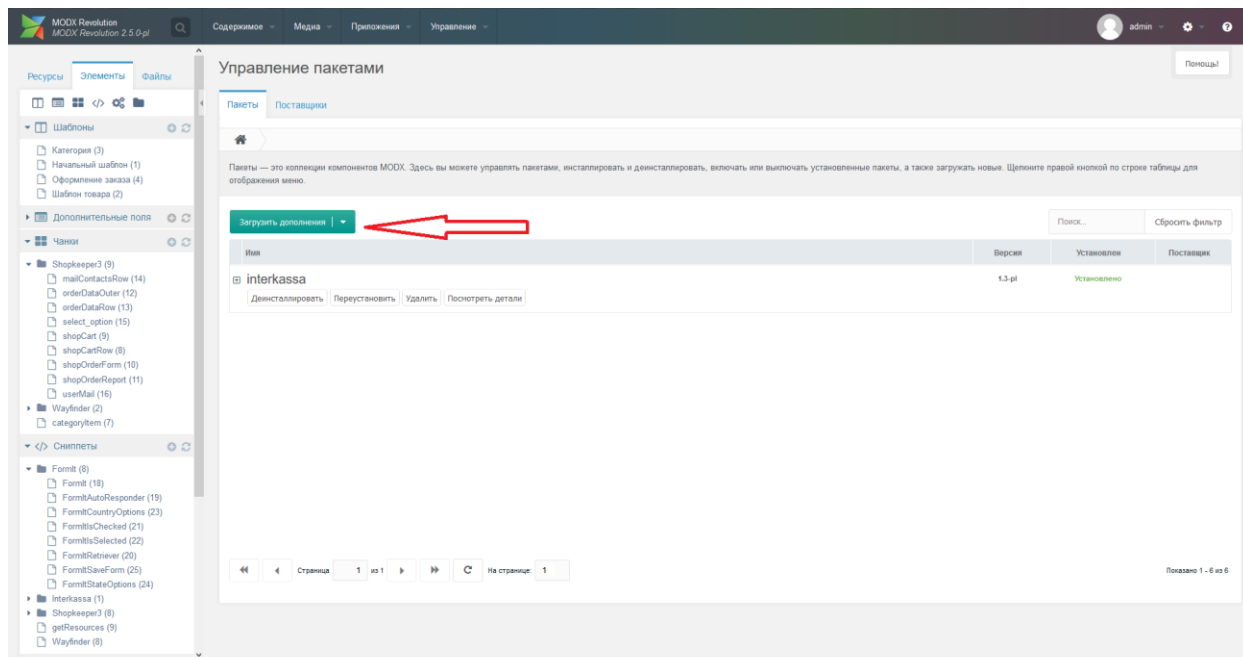 MODX Revolution
MODX Revolution 2.5.0-pl
Содержимое
Медиа
Приложения
Управление
admin
Ресурсы
Элементы
Файлы
Шаблоны
Категория (3)
Начальный шаблон (1)
Оформление заказа (4)
Шаблон товара (2)
Дополнительные поля
Чанки
Shopkeeper3 (9)
mailContactsRow (14)
orderDataOuter (12)
orderDataRow (13)
select_option (15)
shopCart (9)
shopCartRow (8)
shopOrderForm (10)
shopOrderReport (11)
userMail (16)
Wayfinder (2)
categoryItem (7)
Сниппеты
FormIt (8)
FormIt (18)
FormItAutoResponder (19)
FormItCountryOptions (23)
FormItIsChecked (21)
FormItIsSelected (22)
FormItRetriever (20)
FormItSaveForm (25)
FormItStateOptions (24)
Interkassa (1)
Shopkeeper3 (8)
getResources (9)
Wayfinder (8)
Управление пакетами
Помощь!
Пакеты
Поставщики
Пакеты — это коллекции компонентов MODX. Здесь вы можете управлять пакетами, инсталлировать и деинсталлировать, включать или выключать установленные пакеты, а также загружать новые. Щелкните правой кнопкой по строке таблицы для
отображения меню.
Загрузить дополнения
Поиск...
Сбросить фильтр
Имя
Версия
Установлен
Поставщик
interkassa
1.3-pl
Установлено
Деинсталлировать
Переустановить
Удалить
Посмотреть детали
Страница 1 из 1
На странице: 1
Показано 1 - 6 из 6